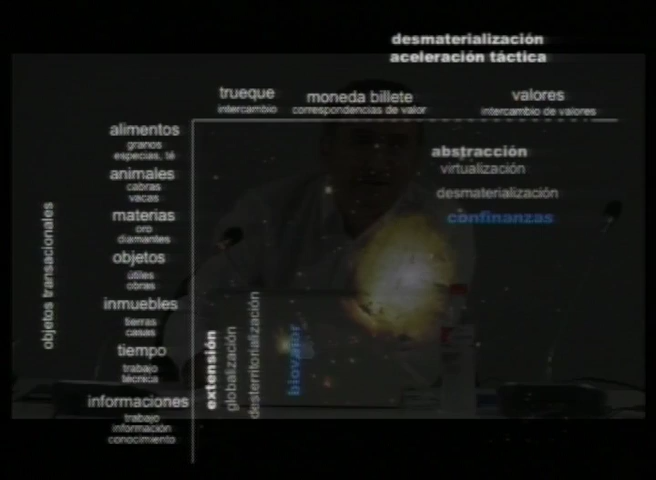 desmaterialización
aceleración táctica
trueque
intercambio
moneda billete
correspondencias de valor
valores
intercambio de valores
alimentos
granos
especias, té
animales
cabras
vacas
materias
oro
diamantes
objetos
útiles
obras
inmuebles
tierras
casas
tiempo
trabajo
técnica
informaciones
trabajo
información
conocimiento
objetos transacionales
abstracción
virtualización
desmaterialización
confinanzas
extensión
globalización
desterritorialización
biovalor